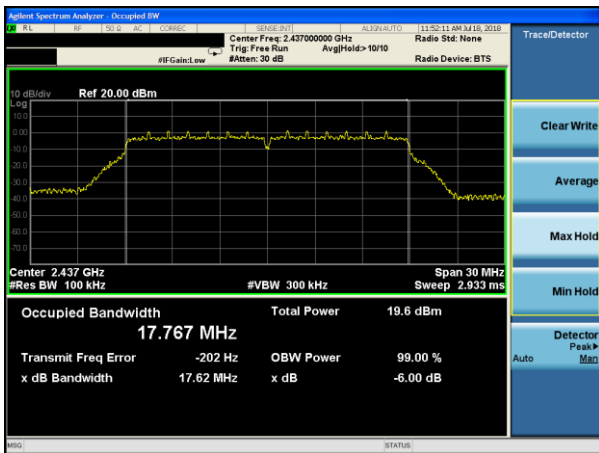 Agilent Spectrum Analyzer - Occupied BW
RL RF 50 Ω AC CORREC SENSE:INT ALIGNAUTO 11:52:11 AM Jul 18, 2018
Center Freq: 2.437000000 GHz Radio Std: None
Trig: Free Run Avg|Hold:> 10/10
#IFGain:Low #Atten: 30 dB Radio Device: BTS
Trace/Detector
10 dB/div Ref 20.00 dBm
Log
10.0
0.00
-10.0
-20.0
-30.0
-40.0
-50.0
-60.0
-70.0
Center 2.437 GHz Span 30 MHz
#Res BW 100 kHz #VBW 300 kHz Sweep 2.933 ms
Occupied Bandwidth Total Power 19.6 dBm
17.767 MHz
Transmit Freq Error -202 Hz OBW Power 99.00 %
x dB Bandwidth 17.62 MHz x dB -6.00 dB
Clear Write
Average
Max Hold
Min Hold
Detector
Peak▶
Auto Man
MSG STATUS